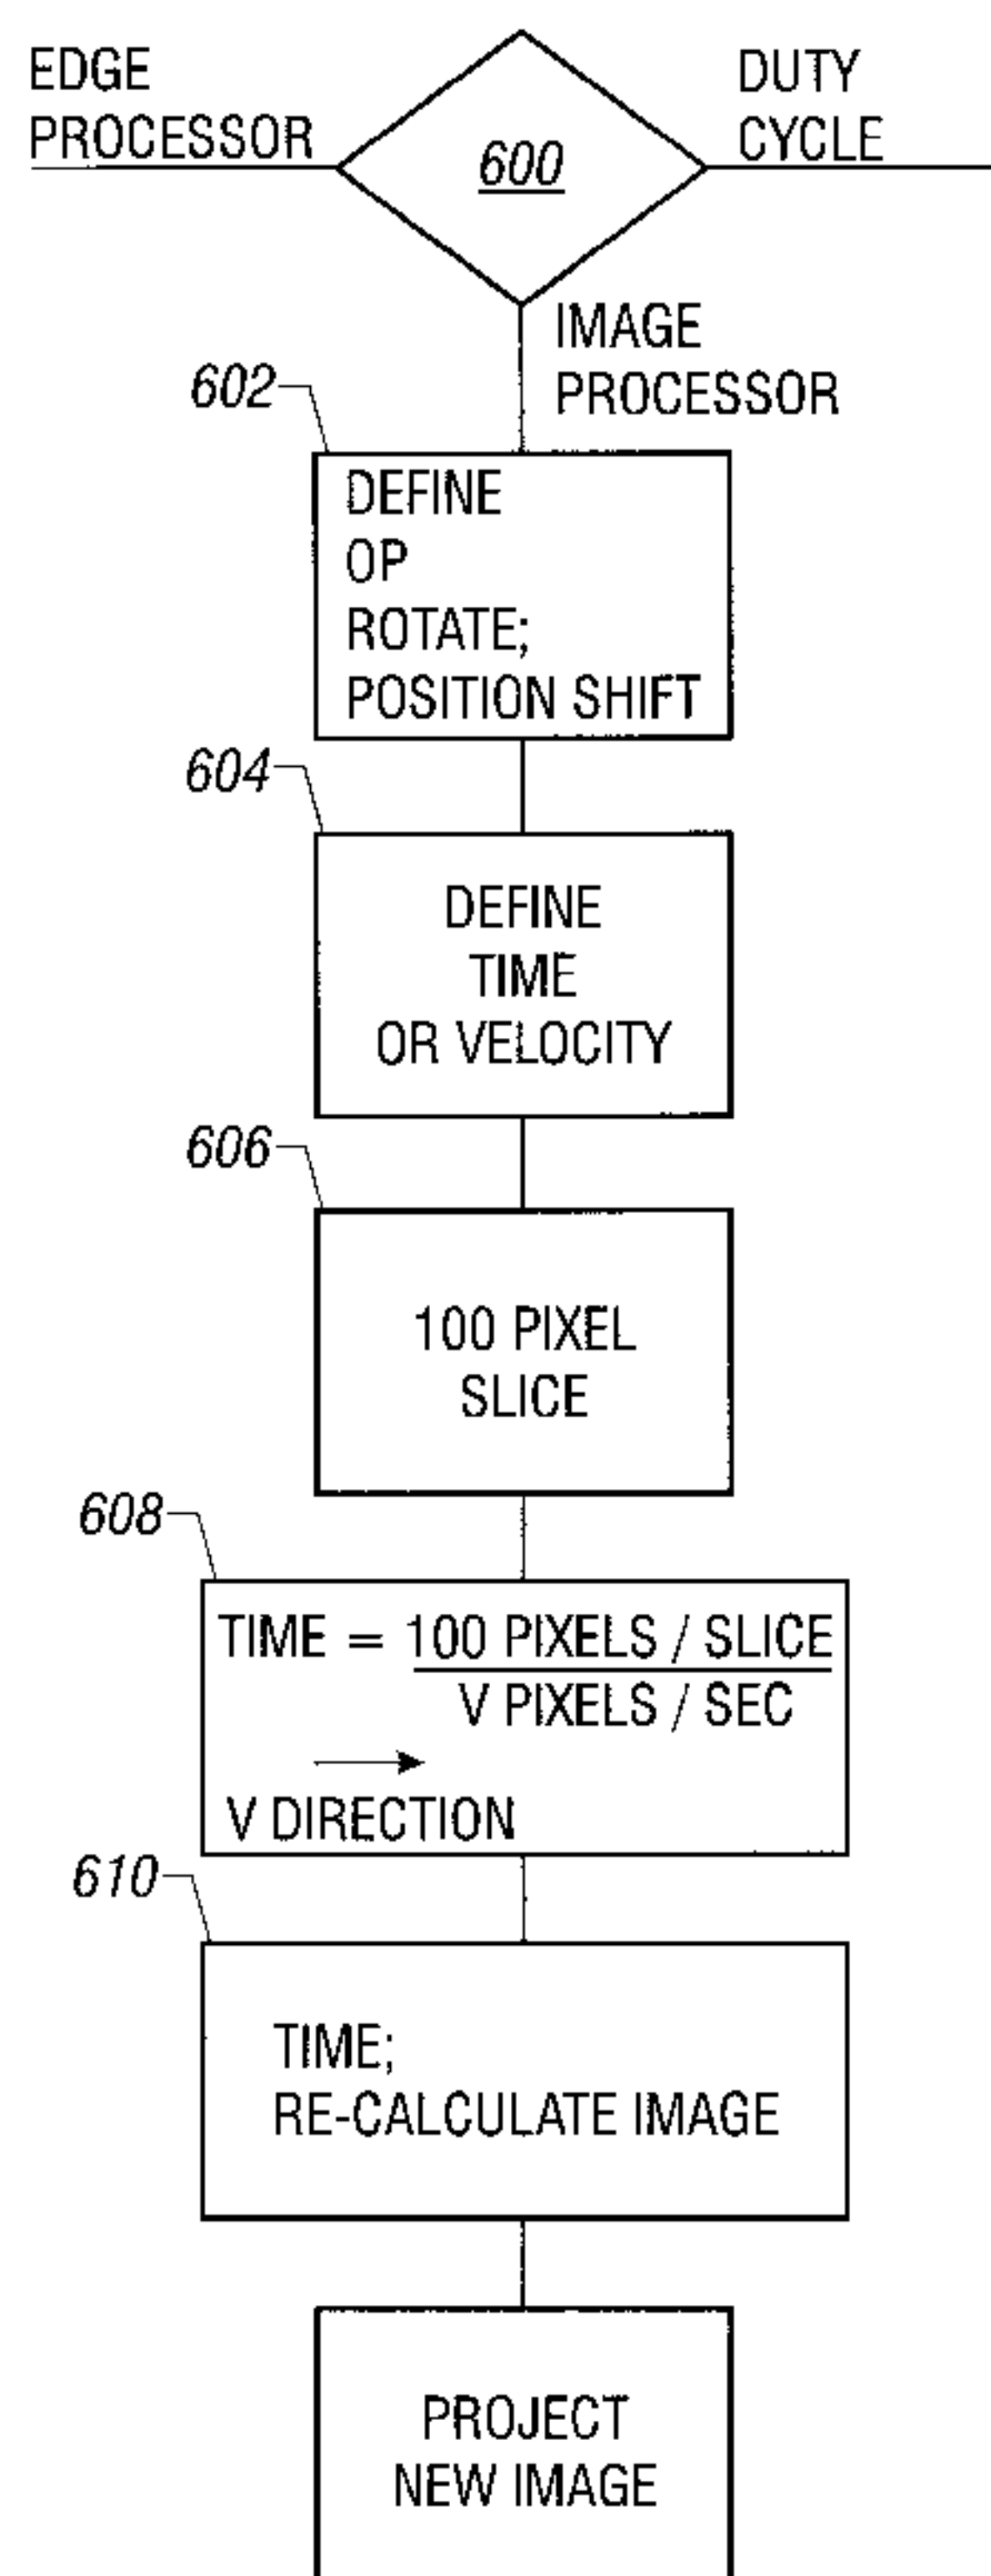 EDGE
PROCESSOR
600
DUTY
CYCLE
IMAGE
PROCESSOR
602
DEFINE
OP
ROTATE;
POSITION SHIFT
604
DEFINE
TIME
OR VELOCITY
606
100 PIXEL
SLICE
608
TIME = 100 PIXELS / SLICE
V PIXELS / SEC
V DIRECTION
610
TIME;
RE-CALCULATE IMAGE
PROJECT
NEW IMAGE